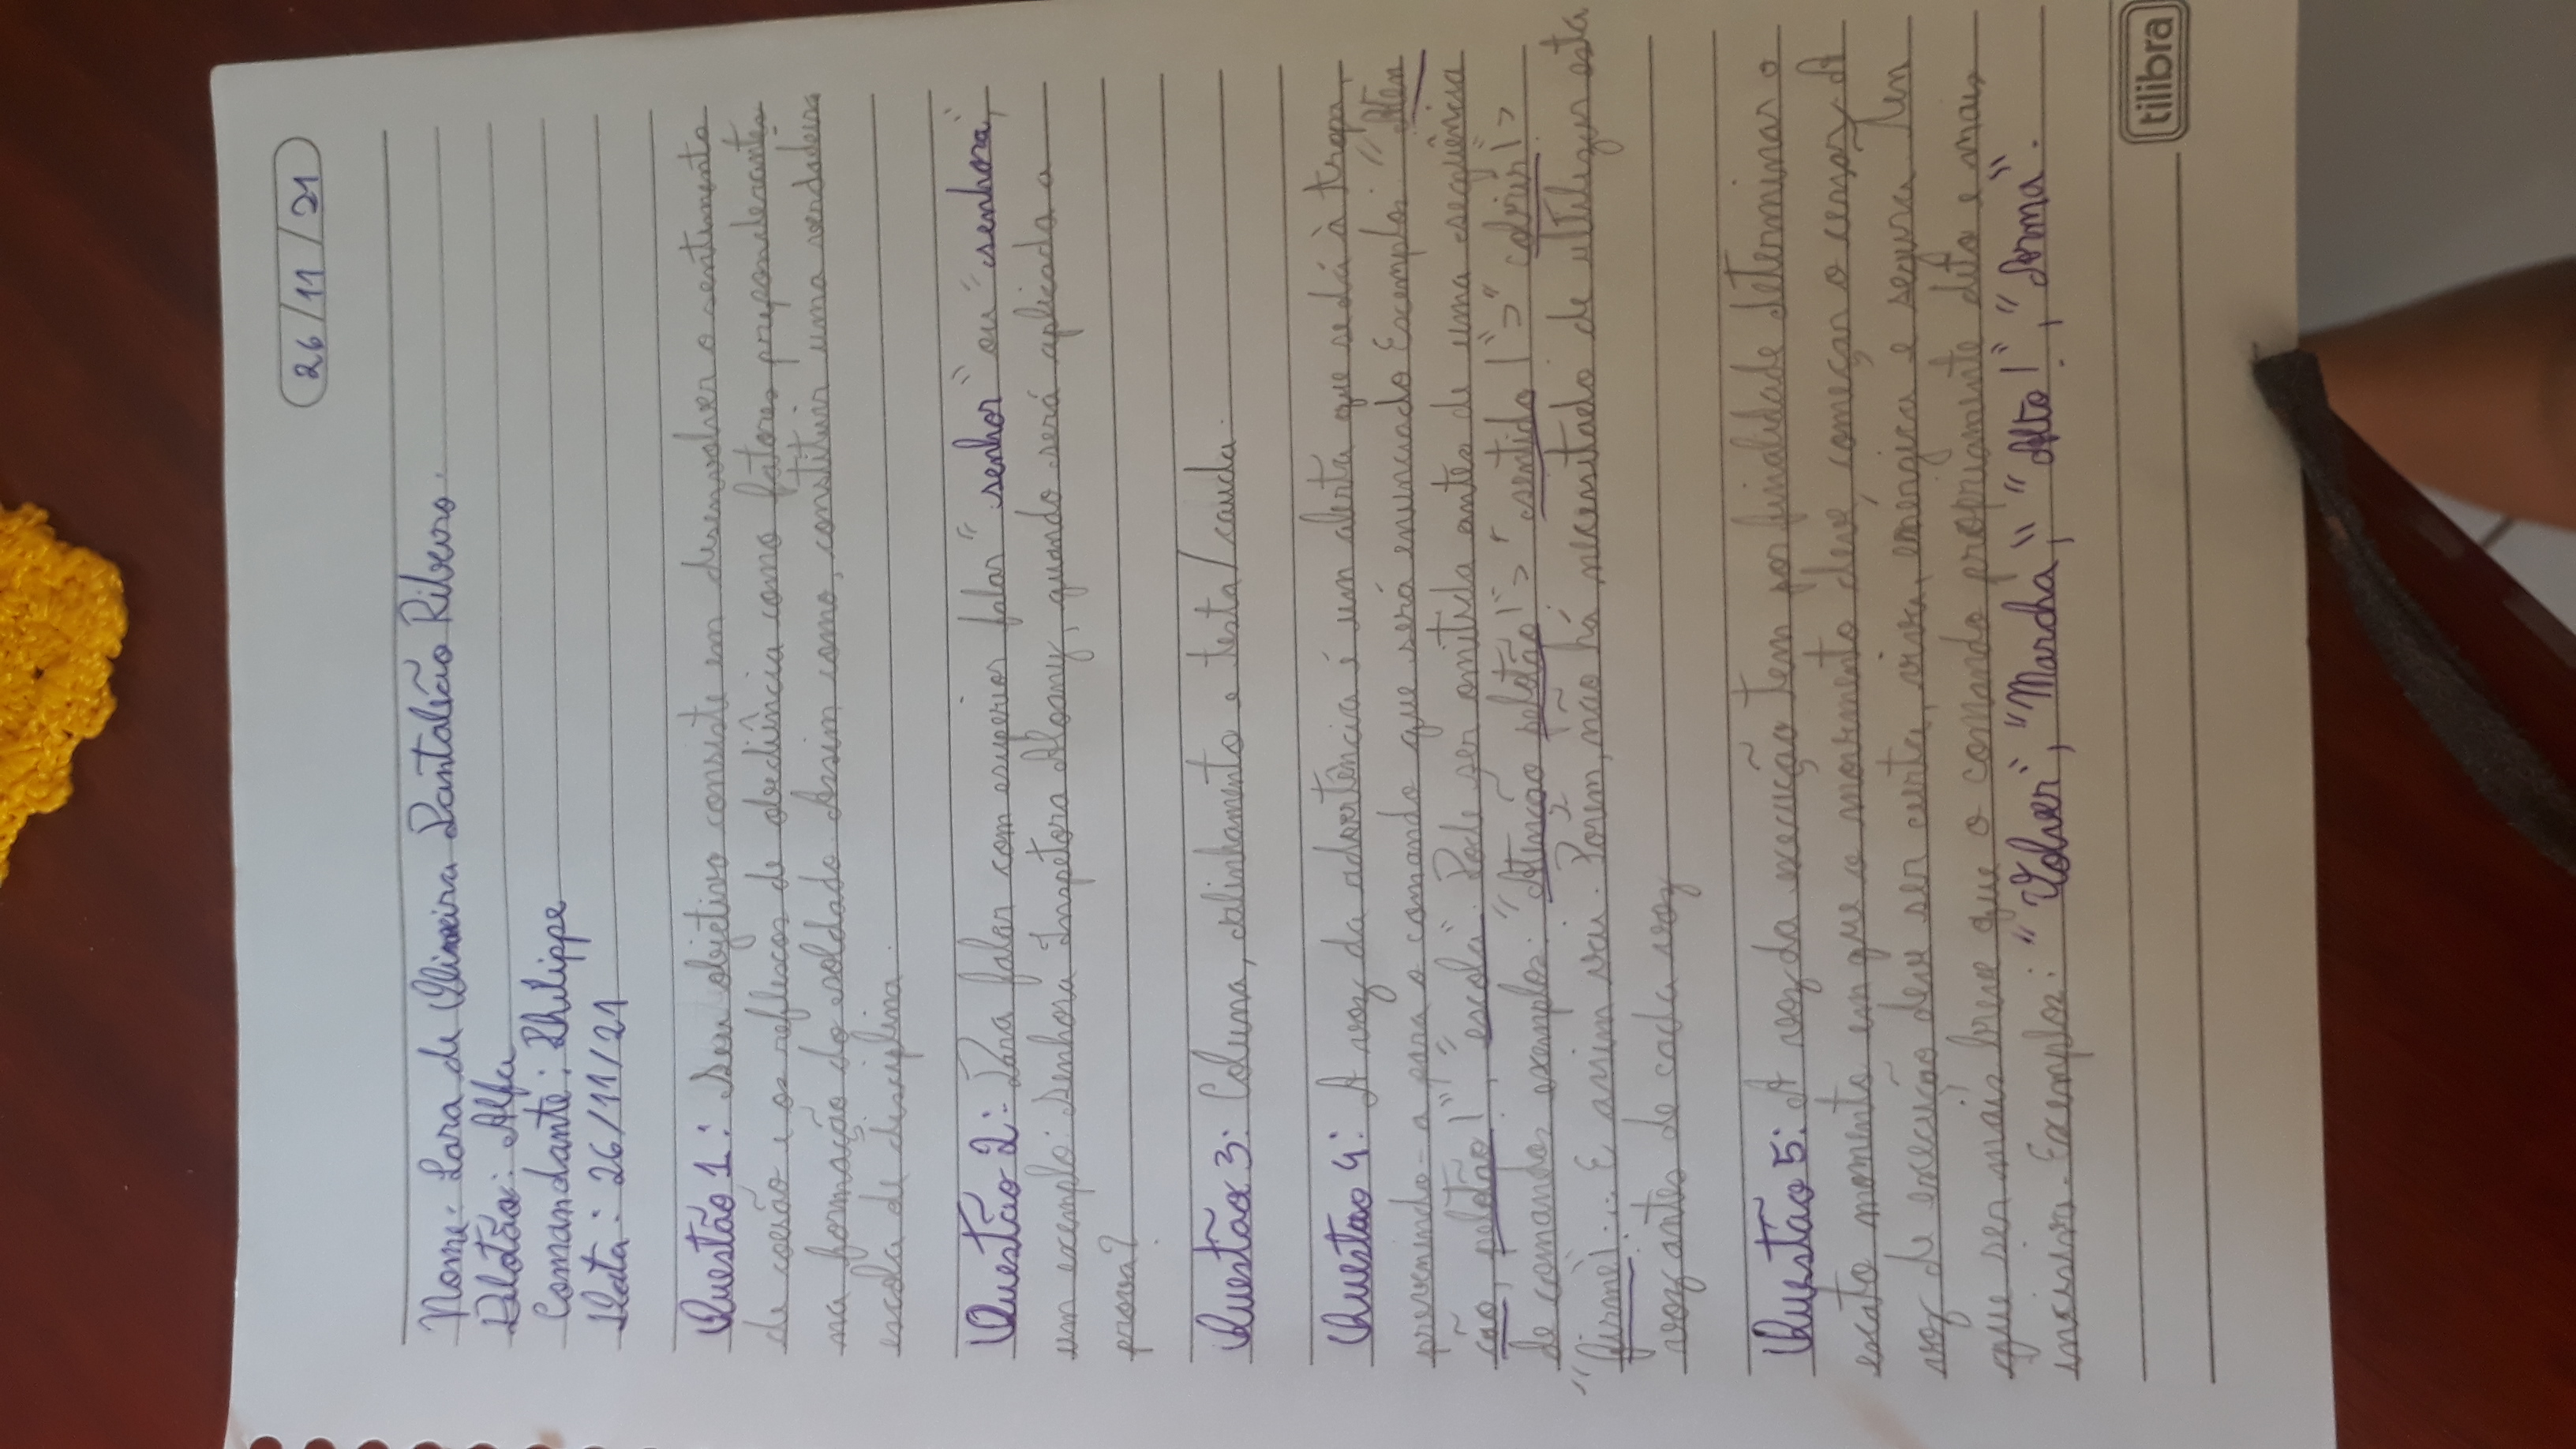 26/11/21
Nome: Lara de Oliveira Pantaleão Ribeiro.
Pelotão: Alfa
Comandante: Philippe
Data: 26/11/21
Questão 1: Seu objetivo consiste em desenvolver o sentimento
de coesão e os reflexos de obediência como fatores preponderantes
na formação do soldado. Assim como, constituir uma verdadeira
escola de disciplina.
Questão 2: Para falar com superior falar "senhor" ou "senhora",
um exemplo: Senhora Inspetora Aloany, quando será aplicada a
prova?
Questão 3: Coluna, alinhamento e testa/cauda.
Questao 4: A voz da advertência é um alerta que se dá à tropa,
prevenindo-a para o comando que será enunciado Exemplos: "Aten
ção, pelotão!", "escola". Pode ser omitida antes de uma sequência
de comandos exemplos: "Atenção pelotão!" > "sentido!" > "cobrir! >
"firme!... E assim vai. Porém, não há necessitado de utilizar esta
voz antes de cada voz
Questão 5: A voz da execução tem por finalidade determinar o
exato momento em que o movimento deve começar o cessar. A
voz de execução deve ser curta, viva, enérgica e segura. Tem
que ser mais breve que o comando propriamente dito e mais
incisiva. Exemplos: "Volver", "Marcha," "Alto!", "Arma".
tilibra